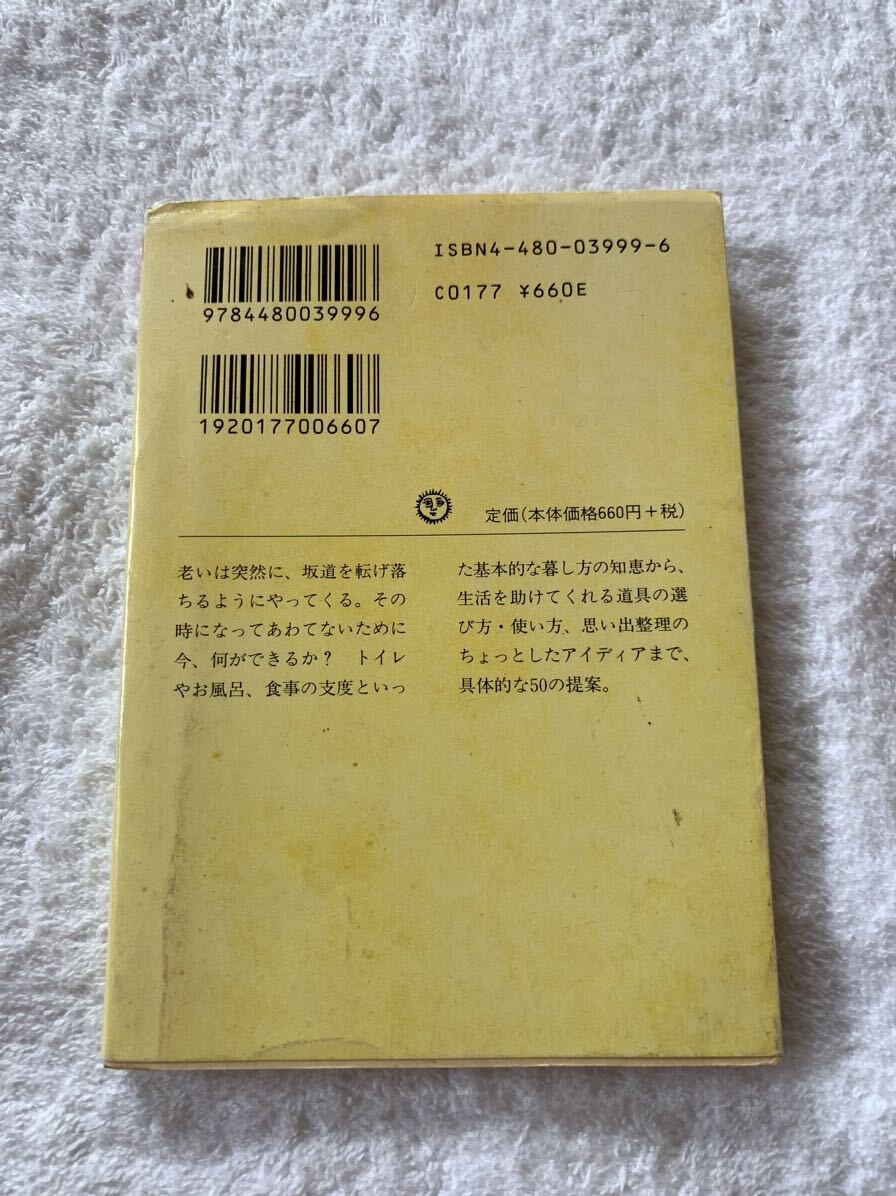 ISBN4-480-03999-6
9784480039996
C0177 ¥660E
1920177006607
定価(本体価格660円+税)
老いは突然に、坂道を転げ落
ちるようにやってくる。その
時になってあわてないために
今、何ができるか？　トイレ
やお風呂、食事の支度といっ
た基本的な暮し方の知恵から、
生活を助けてくれる道具の選
び方・使い方、思い出整理の
ちょっとしたアイディアまで、
具体的な50の提案。